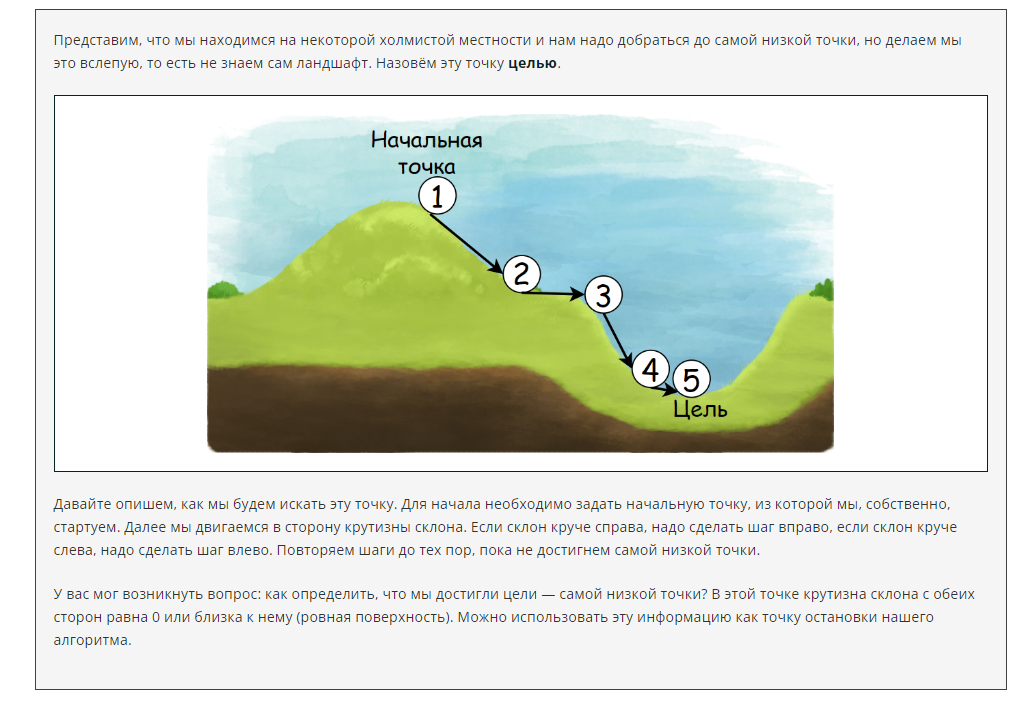 Представим, что мы находимся на некоторой холмистой местности и нам надо добраться до самой низкой точки, но делаем мы
это вслепую, то есть не знаем сам ландшафт. Назовём эту точку целью.
Начальная
точка
1
2
3
4
5
Цель
Давайте опишем, как мы будем искать эту точку. Для начала необходимо задать начальную точку, из которой мы, собственно,
стартуем. Далее мы двигаемся в сторону крутизны склона. Если склон круче справа, надо сделать шаг вправо, если склон круче
слева, надо сделать шаг влево. Повторяем шаги до тех пор, пока не достигнем самой низкой точки.
У вас мог возникнуть вопрос: как определить, что мы достигли цели — самой низкой точки? В этой точке крутизна склона с обеих
сторон равна 0 или близка к нему (ровная поверхность). Можно использовать эту информацию как точку остановки нашего
алгоритма.